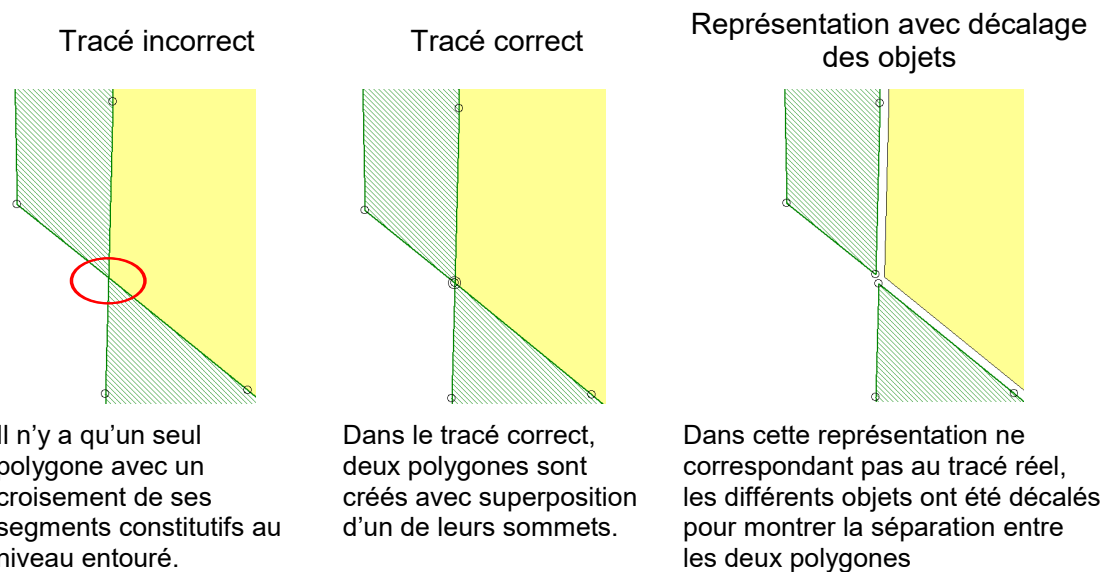 Tracé incorrect
Tracé correct
Représentation avec décalage
des objets
Il n’y a qu’un seul
polygone avec un
croisement de ses
segments constitutifs au
niveau entouré.
Dans le tracé correct,
deux polygones sont
créés avec superposition
d’un de leurs sommets.
Dans cette représentation ne
correspondant pas au tracé réel,
les différents objets ont été décalés
pour montrer la séparation entre
les deux polygones